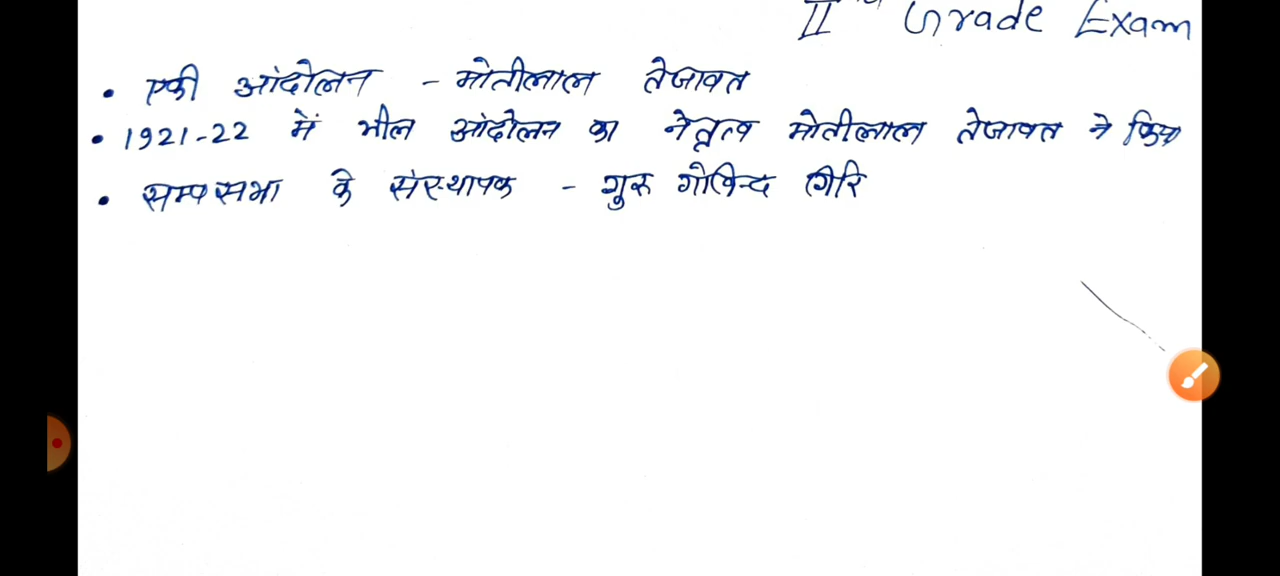 II Grade Exam
• एकी आंदोलन - मोतीलाल तेजावत
• 1921-22 में भील आंदोलन का नेतृत्व मोतीलाल तेजावत ने किया
• सम्पसभा के संस्थापक - गुरु गोविन्द गिरि